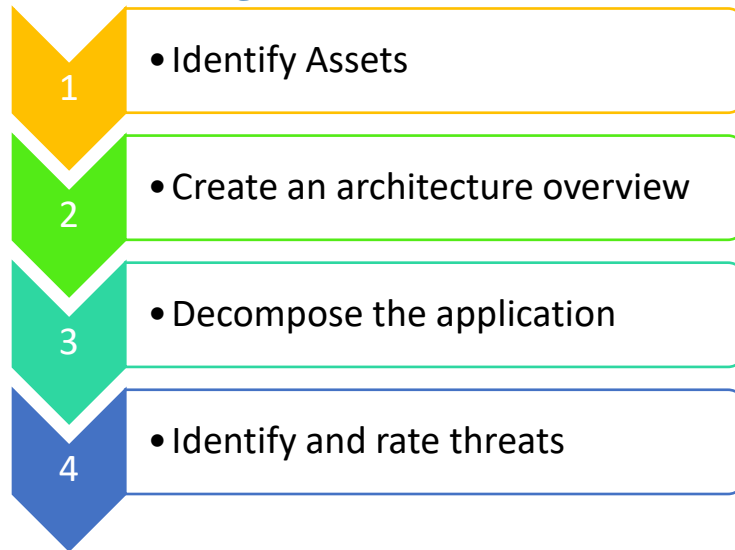 1
• Identify Assets
2
• Create an architecture overview
3
• Decompose the application
4
• Identify and rate threats